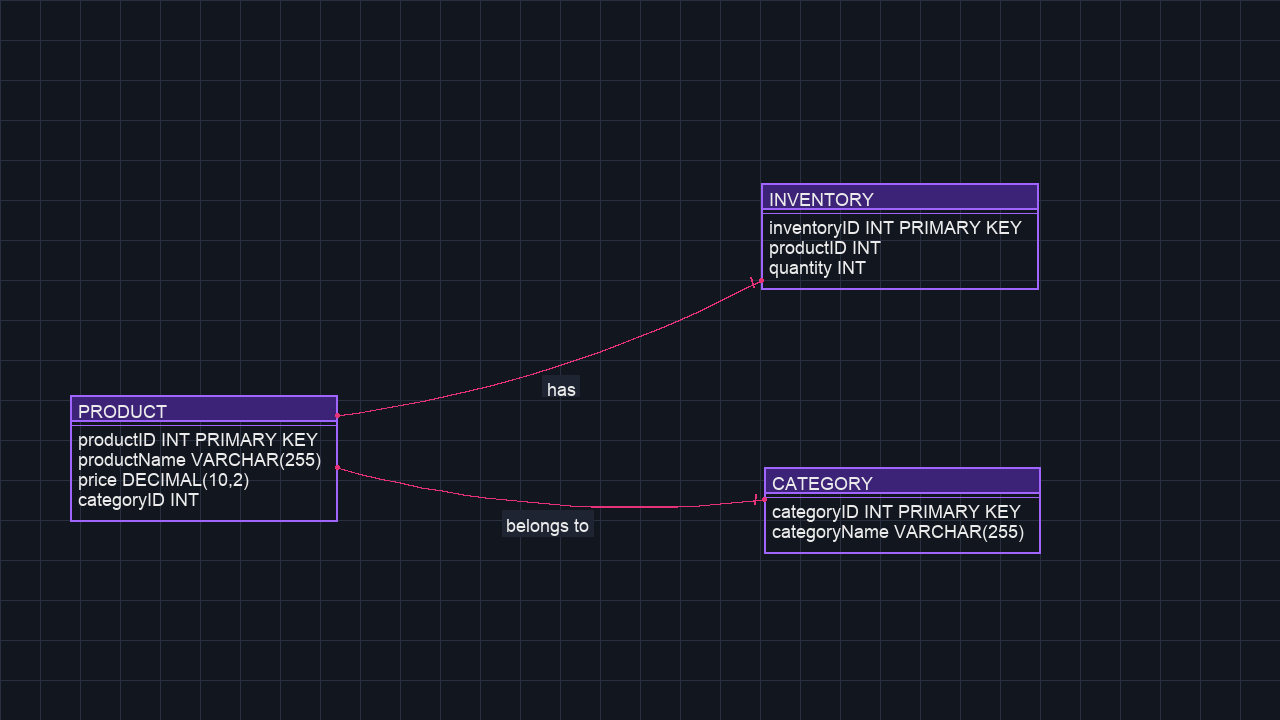 INVENTORY
inventoryID INT PRIMARY KEY
productID INT
quantity INT
has
PRODUCT
productID INT PRIMARY KEY
productName VARCHAR(255)
price DECIMAL(10,2)
categoryID INT
belongs to
CATEGORY
categoryID INT PRIMARY KEY
categoryName VARCHAR(255)